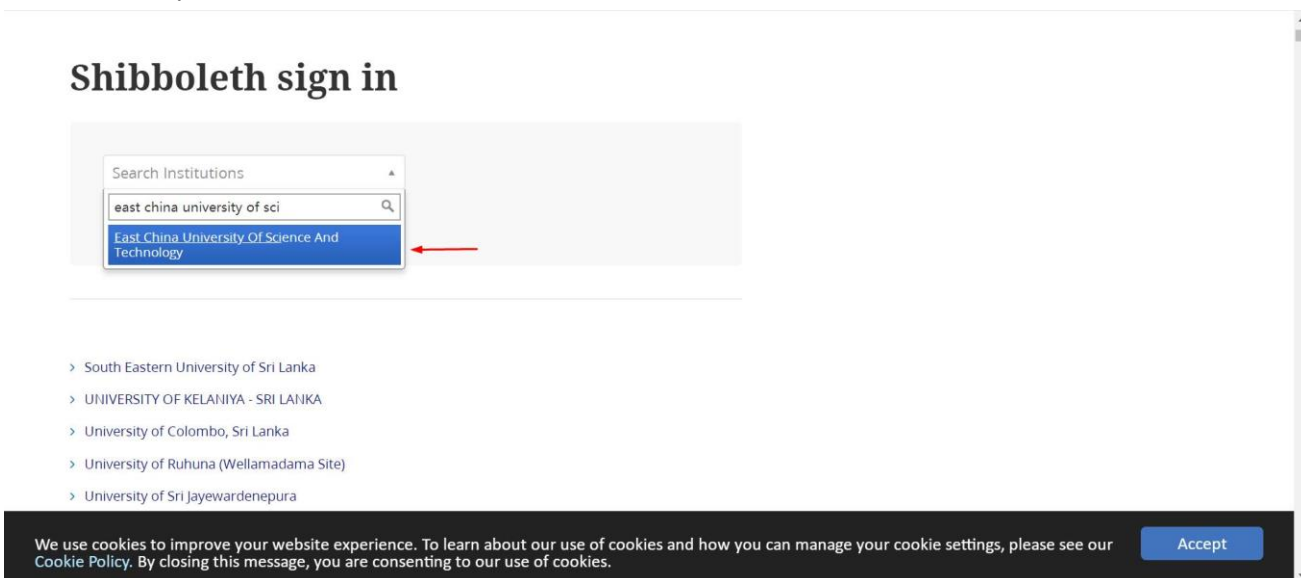 Shibboleth sign in
Search Institutions
east china university of sci
East China University Of Science And
Technology
South Eastern University of Sri Lanka
UNIVERSITY OF KELANIYA - SRI LANKA
University of Colombo, Sri Lanka
University of Ruhuna (Wellamadama Site)
University of Sri Jayewardenepura
We use cookies to improve your website experience. To learn about our use of cookies and how you can manage your cookie settings, please see our
Cookie Policy. By closing this message, you are consenting to our use of cookies.
Accept